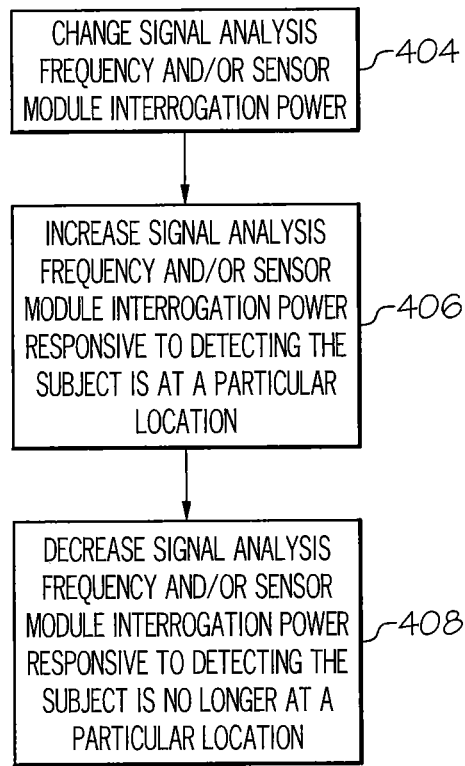 CHANGE SIGNAL ANALYSIS
FREQUENCY AND/OR SENSOR
MODULE INTERROGATION POWER
404
INCREASE SIGNAL ANALYSIS
FREQUENCY AND/OR SENSOR
MODULE INTERROGATION POWER
RESPONSIVE TO DETECTING THE
SUBJECT IS AT A PARTICULAR
LOCATION
406
DECREASE SIGNAL ANALYSIS
FREQUENCY AND/OR SENSOR
MODULE INTERROGATION POWER
RESPONSIVE TO DETECTING THE
SUBJECT IS NO LONGER AT A
PARTICULAR LOCATION
408